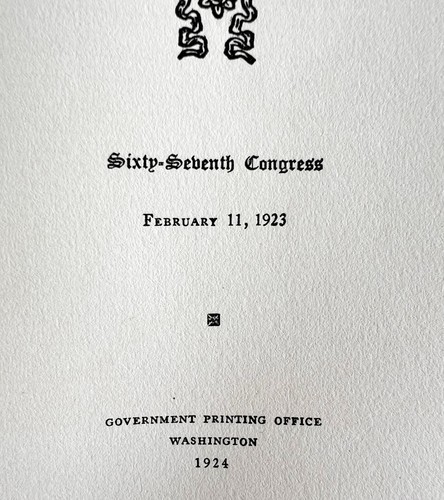 Sixty-Seventh Congress
FEBRUARY 11, 1923
GOVERNMENT PRINTING OFFICE
WASHINGTON
1924